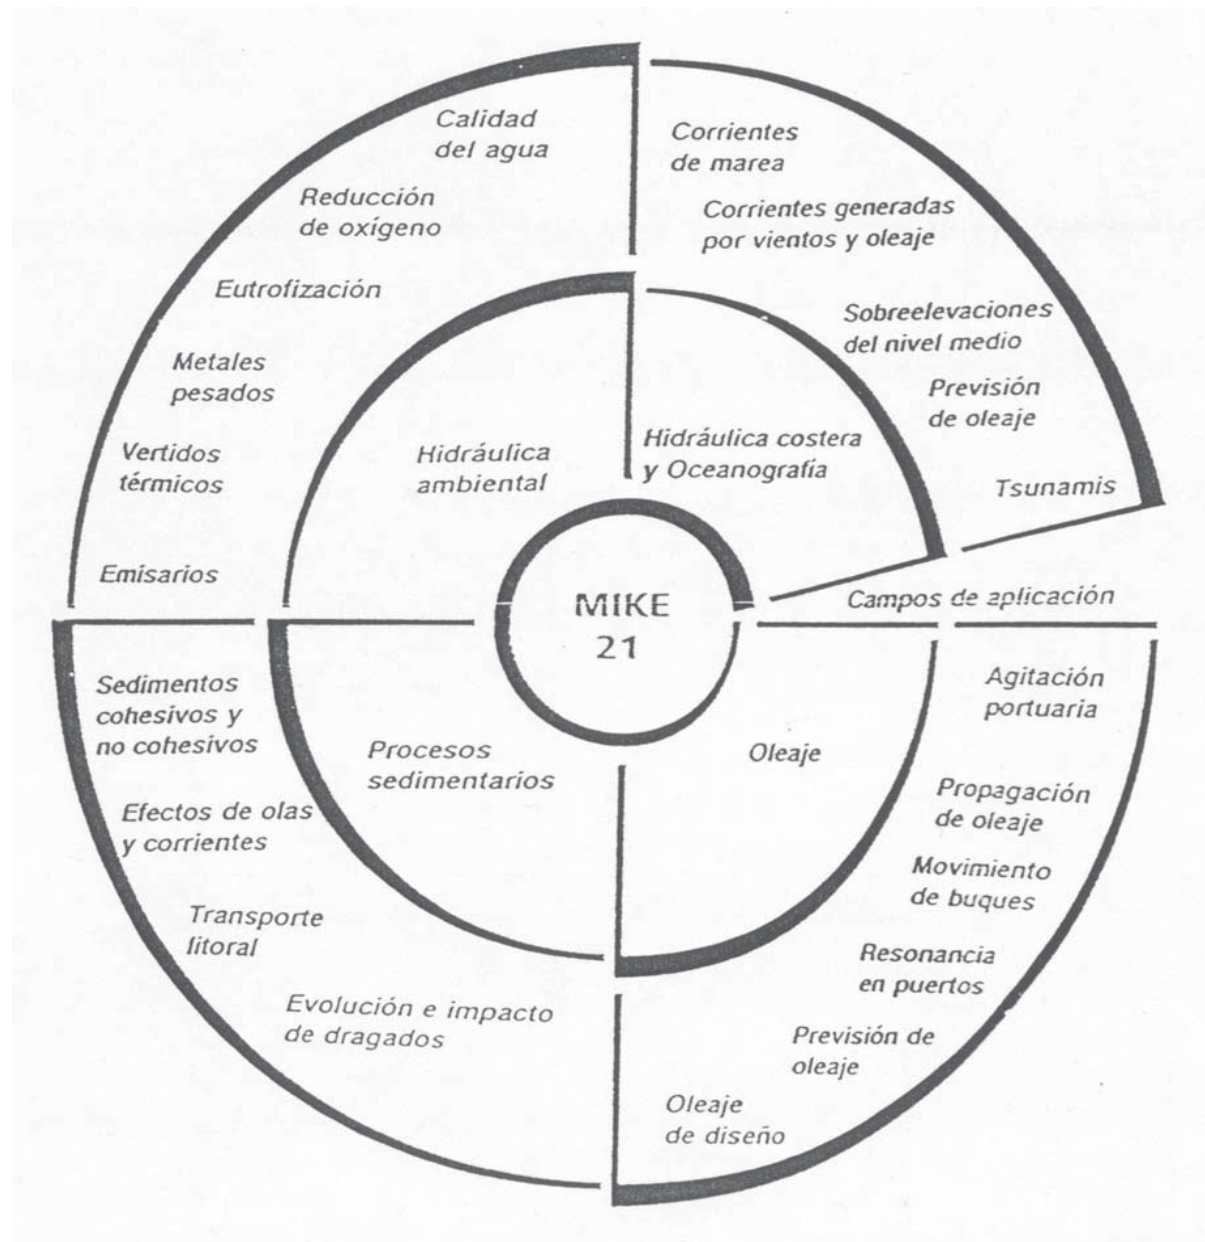 Calidad
del agua
Reducción
de oxígeno
Eutrofización
Metales
pesados
Vertidos
térmicos
Emisarios
Hidráulica
ambiental
Corrientes
de marea
Corrientes generadas
por vientos y oleaje
Sobreelevaciones
del nivel medio
Previsión
de oleaje
Tsunamis
Hidráulica costera
y Oceanografía
MIKE
21
Campos de aplicación
Sedimentos
cohesivos y
no cohesivos
Efectos de olas
y corrientes
Transporte
litoral
Evolución e impacto
de dragados
Procesos
sedimentarios
Oleaje
Agitación
portuaria
Propagación
de oleaje
Movimiento
de buques
Resonancia
en puertos
Previsión de
oleaje
Oleaje
de diseño